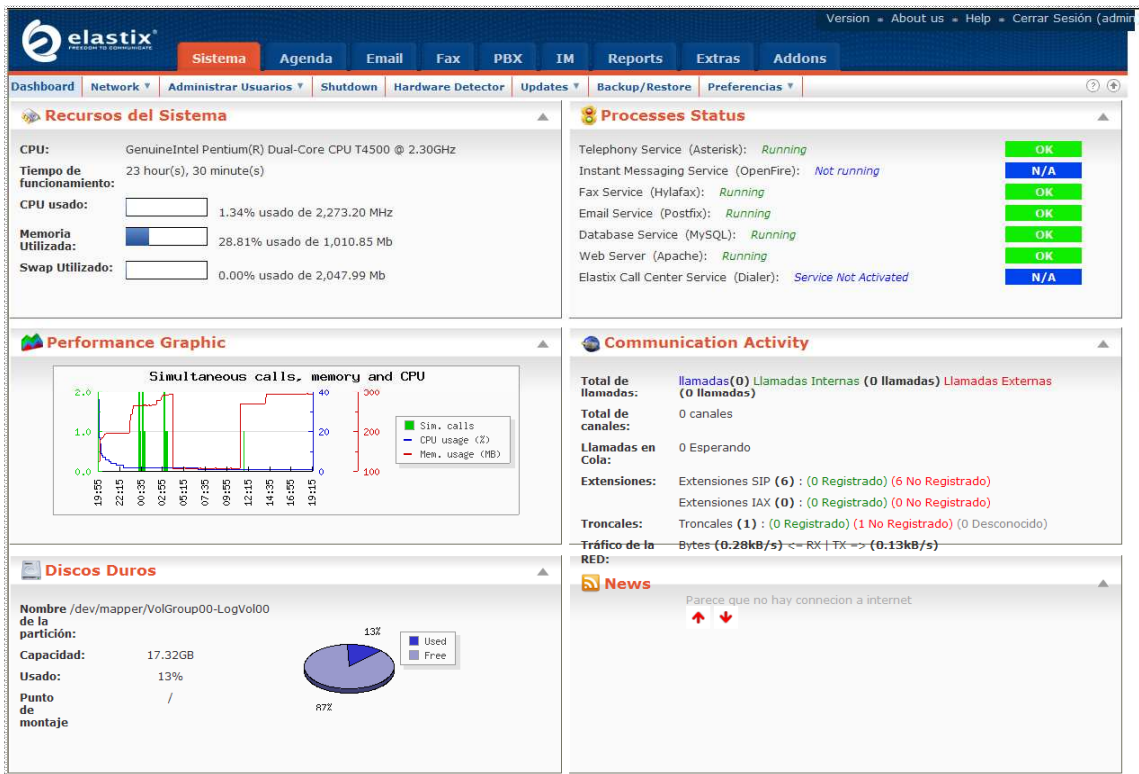 Version About us Help Cerrar Sesión (admin
elastix
FREEDOM TO COMMUNICATE
Sistema Agenda Email Fax PBX IM Reports Extras Addons
Dashboard Network Administrar Usuarios Shutdown Hardware Detector Updates Backup/Restore Preferencias
Recursos del Sistema
CPU: GenuineIntel Pentium(R) Dual-Core CPU T4500 @ 2.30GHz
Tiempo de funcionamiento: 23 hour(s), 30 minute(s)
CPU usado: 1.34% usado de 2,273.20 MHz
Memoria Utilizada: 28.81% usado de 1,010.85 Mb
Swap Utilizado: 0.00% usado de 2,047.99 Mb
Processes Status
Telephony Service (Asterisk): Running OK
Instant Messaging Service (OpenFire): Not running N/A
Fax Service (Hylafax): Running OK
Email Service (Postfix): Running OK
Database Service (MySQL): Running OK
Web Server (Apache): Running OK
Elastix Call Center Service (Dialer): Service Not Activated N/A
Performance Graphic
Simultaneous calls, memory and CPU
2.0 40 300
1.0 20 200
0.0 0 100
19:55 22:15 00:35 02:55 05:15 07:35 09:55 12:15 14:35 16:55 19:15
Sim. calls
CPU usage (%)
Mem. usage (MB)
Communication Activity
Total de llamadas: llamadas(0) Llamadas Internas (0 llamadas) Llamadas Externas
(0 llamadas)
Total de canales: 0 canales
Llamadas en Cola: 0 Esperando
Extensiones: Extensiones SIP (6) : (0 Registrado) (6 No Registrado)
Extensiones IAX (0) : (0 Registrado) (0 No Registrado)
Troncales: Troncales (1) : (0 Registrado) (1 No Registrado) (0 Desconocido)
Tráfico de la RED: Bytes (0.28kB/s) <= RX | TX => (0.13kB/s)
Discos Duros
Nombre de la partición: /dev/mapper/VolGroup00-LogVol00
Capacidad: 17.32GB
Usado: 13%
Punto de montaje /
13%
87%
Used
Free
News
Parece que no hay connecion a internet